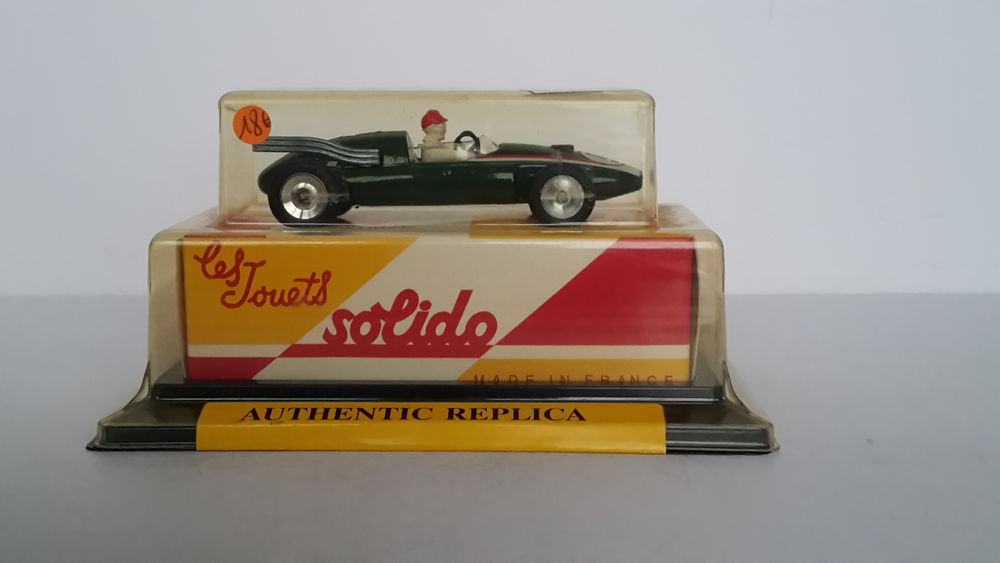 18€
Les
Jouets
solido
MADE IN FRANCE
AUTHENTIC REPLICA